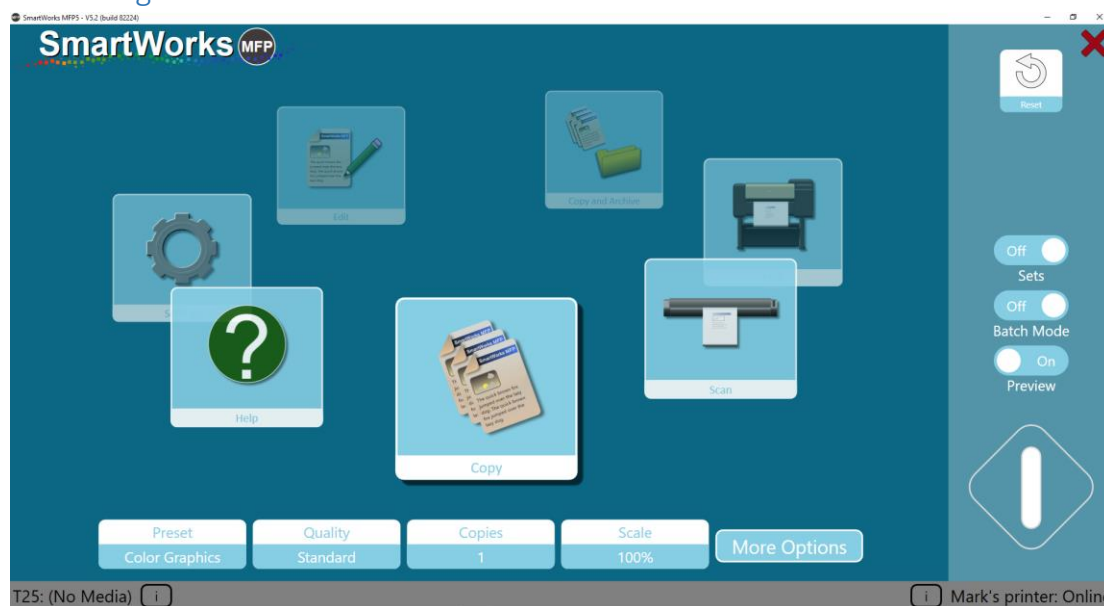 SmartWorks MFP5 - V5.2 (build 82224)
SmartWorks MFP
Reset
Edit
Copy and Archive
Off
Sets
Off
Batch Mode
On
Preview
Help
Scan
Copy
Preset
Quality
Copies
Scale
Color Graphics
Standard
1
100%
More Options
T25: (No Media) i
i Mark's printer: Online